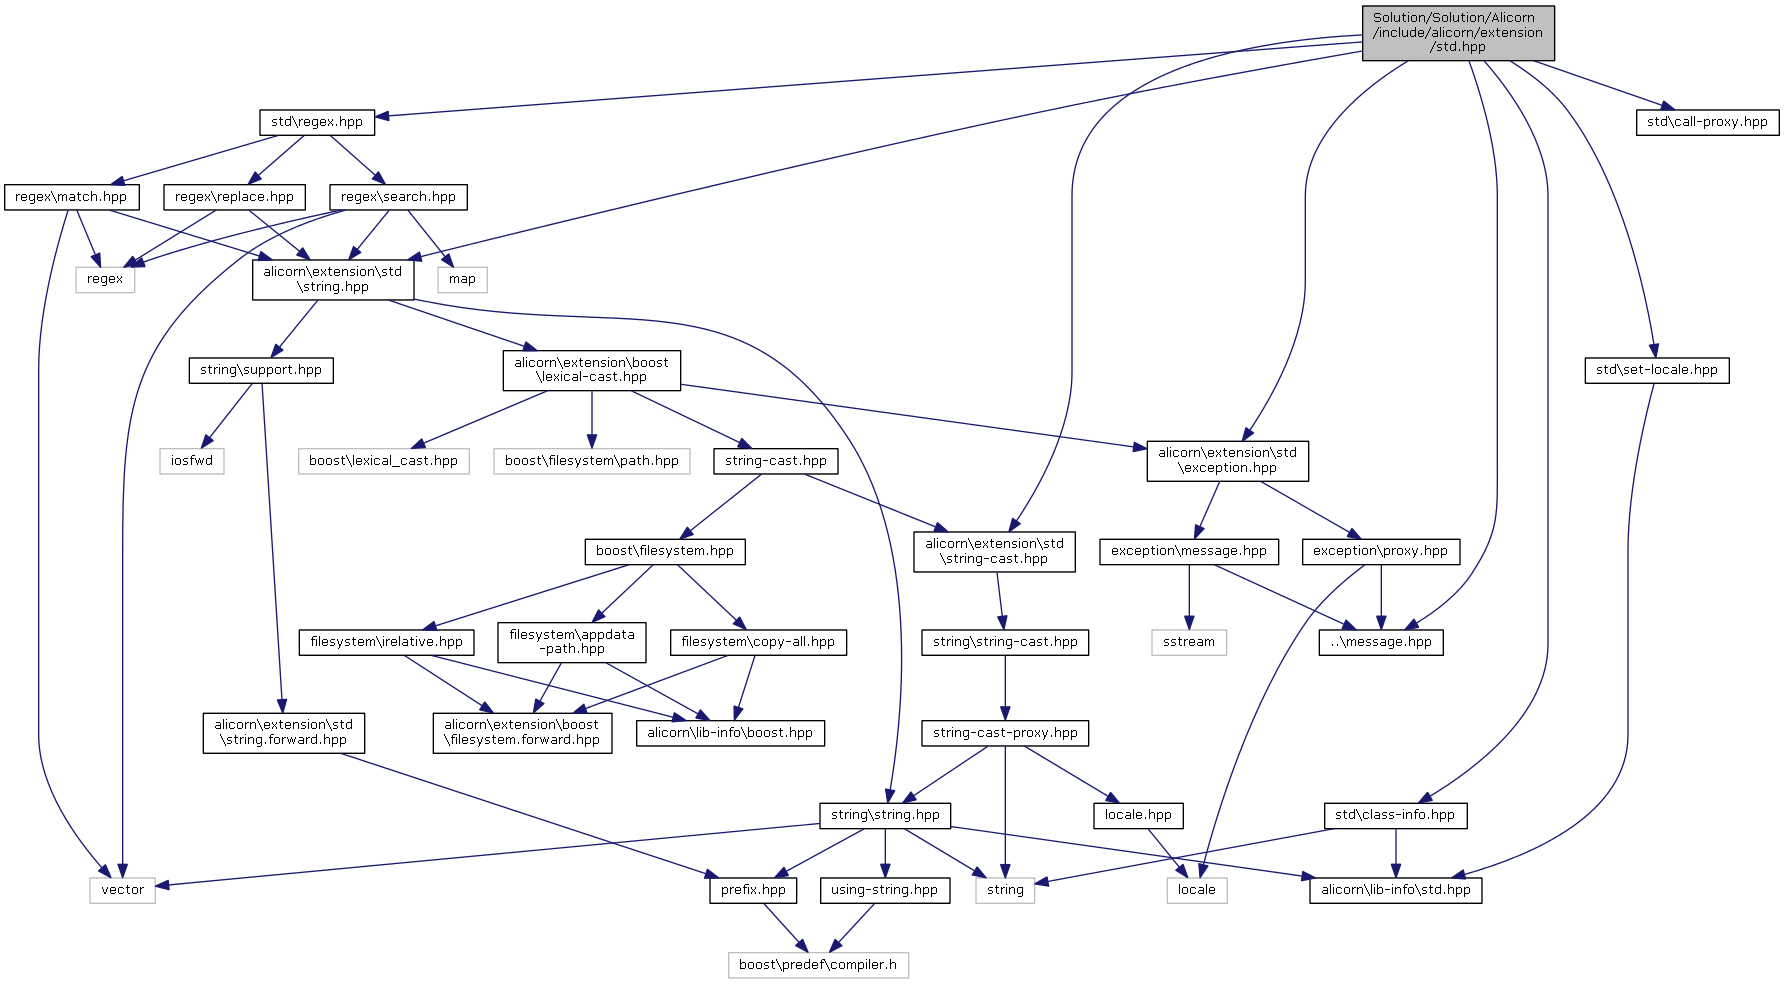 Solution/Solution/Alicorn
/include/alicorn/extension
/std.hpp
std\regex.hpp
std\call-proxy.hpp
regex\match.hpp
regex\replace.hpp
regex\search.hpp
regex
alicorn\extension\std
\string.hpp
map
string\support.hpp
alicorn\extension\boost
\lexical-cast.hpp
std\set-locale.hpp
iosfwd
boost\lexical_cast.hpp
boost\filesystem\path.hpp
string-cast.hpp
alicorn\extension\std
\exception.hpp
boost\filesystem.hpp
alicorn\extension\std
\string-cast.hpp
exception\message.hpp
exception\proxy.hpp
filesystem\irelative.hpp
filesystem\appdata
-path.hpp
filesystem\copy-all.hpp
string\string-cast.hpp
sstream
..\message.hpp
alicorn\extension\std
\string.forward.hpp
alicorn\extension\boost
\filesystem.forward.hpp
alicorn\lib-info\boost.hpp
string-cast-proxy.hpp
string\string.hpp
locale.hpp
std\class-info.hpp
vector
prefix.hpp
using-string.hpp
string
locale
alicorn\lib-info\std.hpp
boost\predef\compiler.h